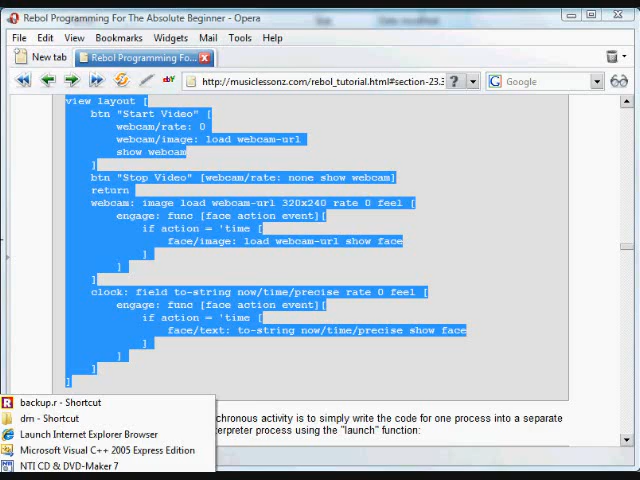 Rebol Programming For The Absolute Beginner - Opera
File Edit View Bookmarks Widgets Mail Tools Help
New tab Rebol Programming Fo...
http://musiclessonz.com/rebol_tutorial.html#section-23.3 ? Google
view layout [
btn "Start Video" [
webcam/rate: 0
webcam/image: load webcam-url
show webcam
]
btn "Stop Video" [webcam/rate: none show webcam]
return
webcam: image load webcam-url 320x240 rate 0 feel [
engage: func [face action event][
if action = 'time [
face/image: load webcam-url show face
]
]
]
clock: field to-string now/time/precise rate 0 feel [
engage: func [face action event][
if action = 'time [
face/text: to-string now/time/precise show face
]
]
]
]
backup.r - Shortcut
dm - Shortcut
chronous activity is to simply write the code for one process into a separate
Launch Internet Explorer Browser
erpreter process using the "launch" function:
Microsoft Visual C++ 2005 Express Edition
NTI CD & DVD-Maker 7